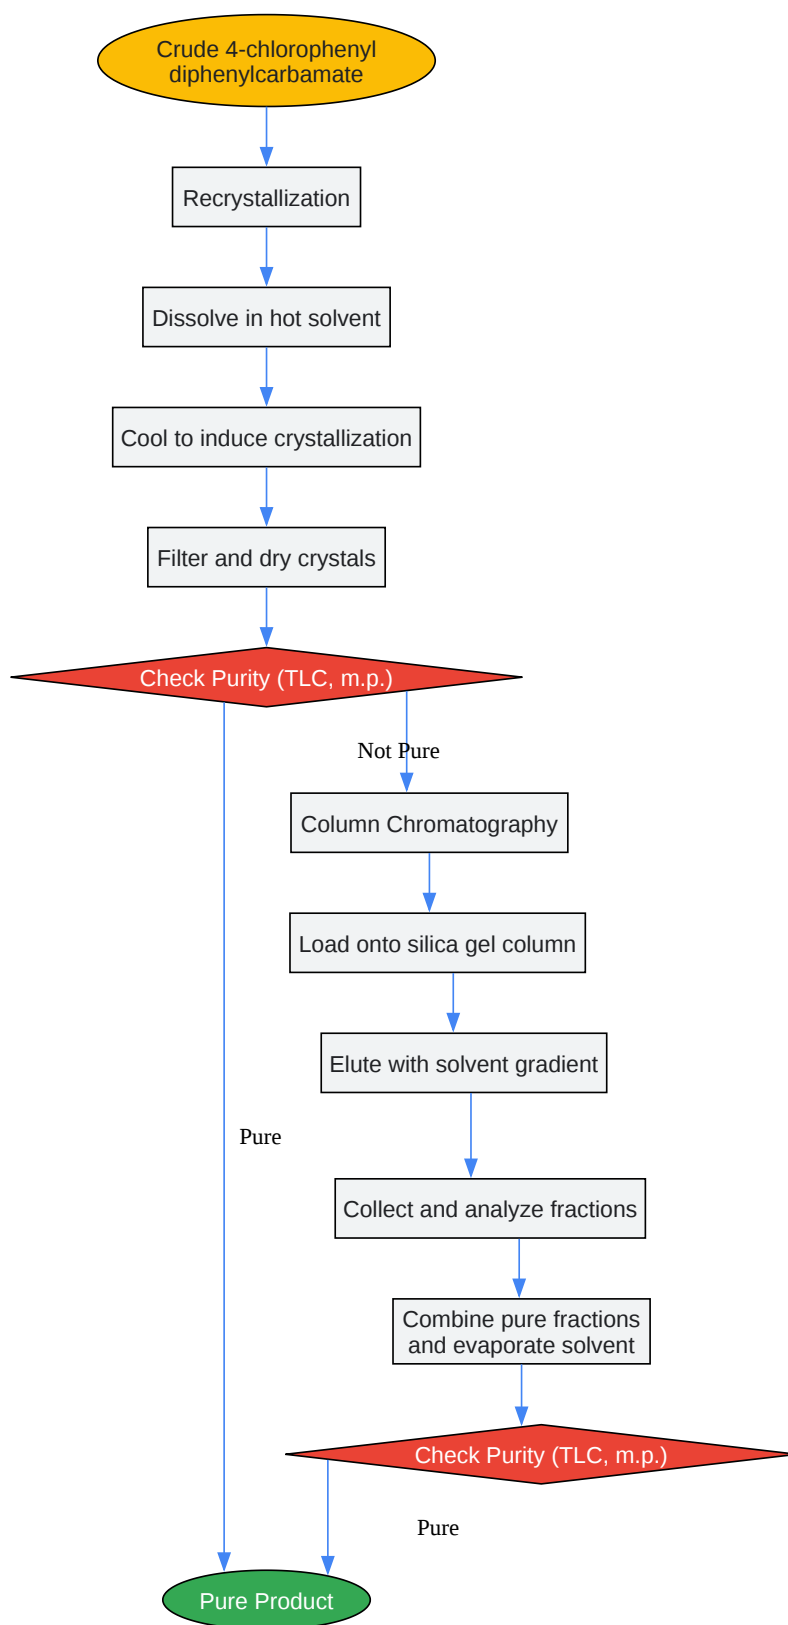 Crude 4-chlorophenyl
diphenylcarbamate
Recrystallization
Dissolve in hot solvent
Cool to induce crystallization
Filter and dry crystals
Check Purity (TLC, m.p.)
Not Pure
Column Chromatography
Load onto silica gel column
Elute with solvent gradient
Pure
Collect and analyze fractions
Combine pure fractions
and evaporate solvent
Check Purity (TLC, m.p.)
Pure
Pure Product